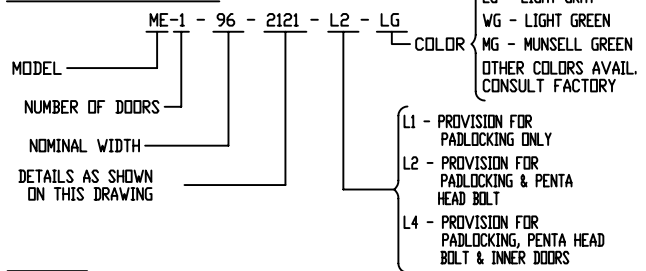 ME-1 - 96 - 2121 - L2 - LG
COLOR
WG - LIGHT GREEN
MG - MUNSELL GREEN
OTHER COLORS AVAIL.
CONSULT FACTORY
MODEL
NUMBER OF DOORS
NOMINAL WIDTH
DETAILS AS SHOWN
ON THIS DRAWING
L1 - PROVISION FOR
PADLOCKING ONLY
L2 - PROVISION FOR
PADLOCKING & PENTA
HEAD BOLT
L4 - PROVISION FOR
PADLOCKING, PENTA HEAD
BOLT & INNER DOORS